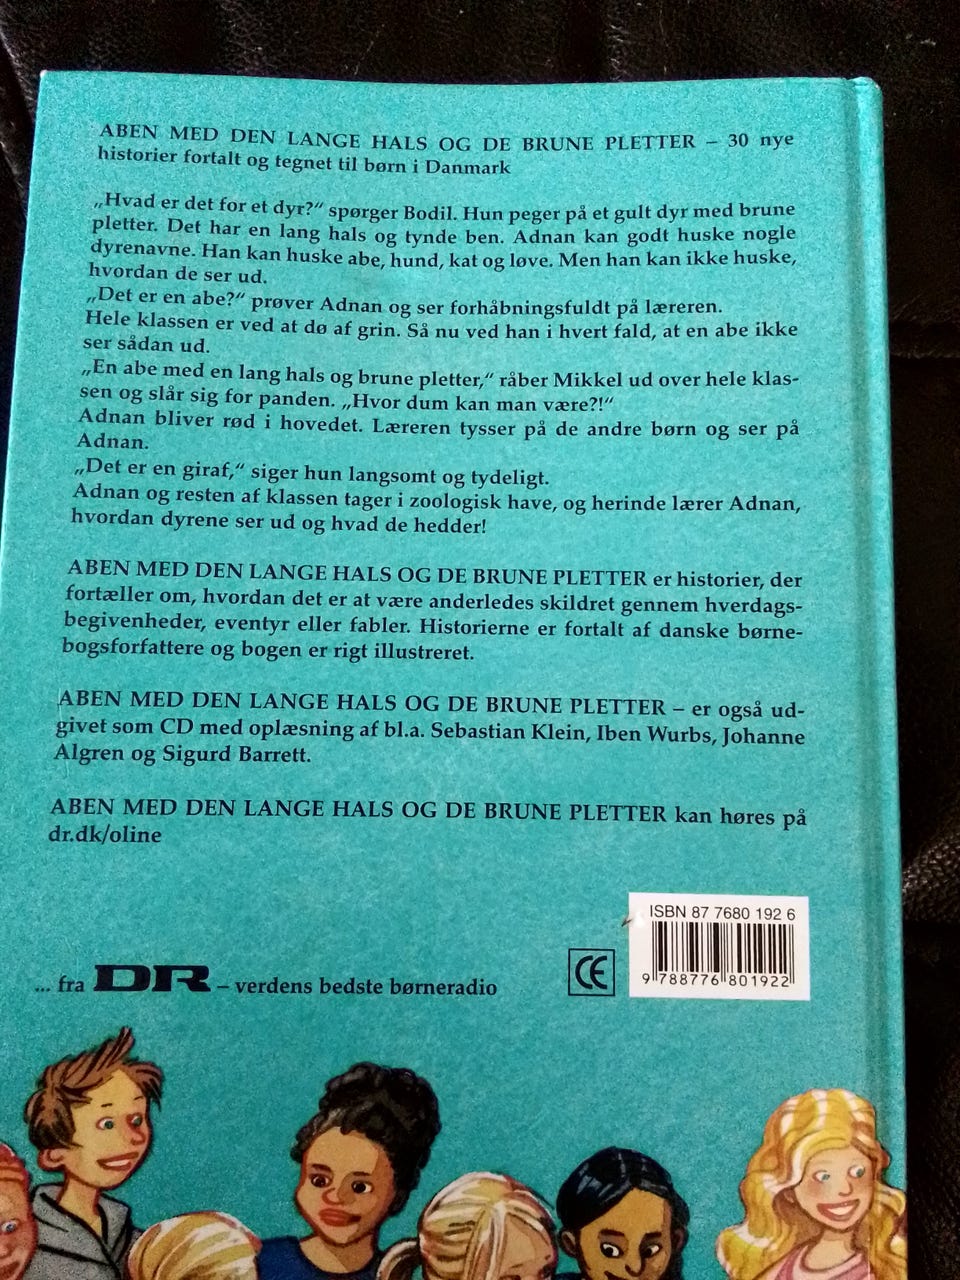 ABEN MED DEN LANGE HALS OG DE BRUNE PLETTER – 30 nye
historier fortalt og tegnet til børn i Danmark
„Hvad er det for et dyr?“ spørger Bodil. Hun peger på et gult dyr med brune
pletter. Det har en lang hals og tynde ben. Adnan kan godt huske nogle
dyrenavne. Han kan huske abe, hund, kat og løve. Men han kan ikke huske,
hvordan de ser ud.
„Det er en abe?“ prøver Adnan og ser forhåbningsfuldt på læreren.
Hele klassen er ved at dø af grin. Så nu ved han i hvert fald, at en abe ikke
ser sådan ud.
„En abe med en lang hals og brune pletter,“ råber Mikkel ud over hele klas-
sen og slår sig for panden. „Hvor dum kan man være?!“
Adnan bliver rød i hovedet. Læreren tysser på de andre børn og ser på
Adnan.
„Det er en giraf,“ siger hun langsomt og tydeligt.
Adnan og resten af klassen tager i zoologisk have, og herinde lærer Adnan,
hvordan dyrene ser ud og hvad de hedder!
ABEN MED DEN LANGE HALS OG DE BRUNE PLETTER er historier, der
fortæller om, hvordan det er at være anderledes skildret gennem hverdags-
begivenheder, eventyr eller fabler. Historierne er fortalt af danske børne-
bogsforfattere og bogen er rigt illustreret.
ABEN MED DEN LANGE HALS OG DE BRUNE PLETTER – er også ud-
givet som CD med oplæsning af bl.a. Sebastian Klein, Iben Wurbs, Johanne
Algren og Sigurd Barrett.
ABEN MED DEN LANGE HALS OG DE BRUNE PLETTER kan høres på
dr.dk/oline
... fra DR – verdens bedste børneradio
CE
ISBN 87 7680 192 6
9 788776 801922